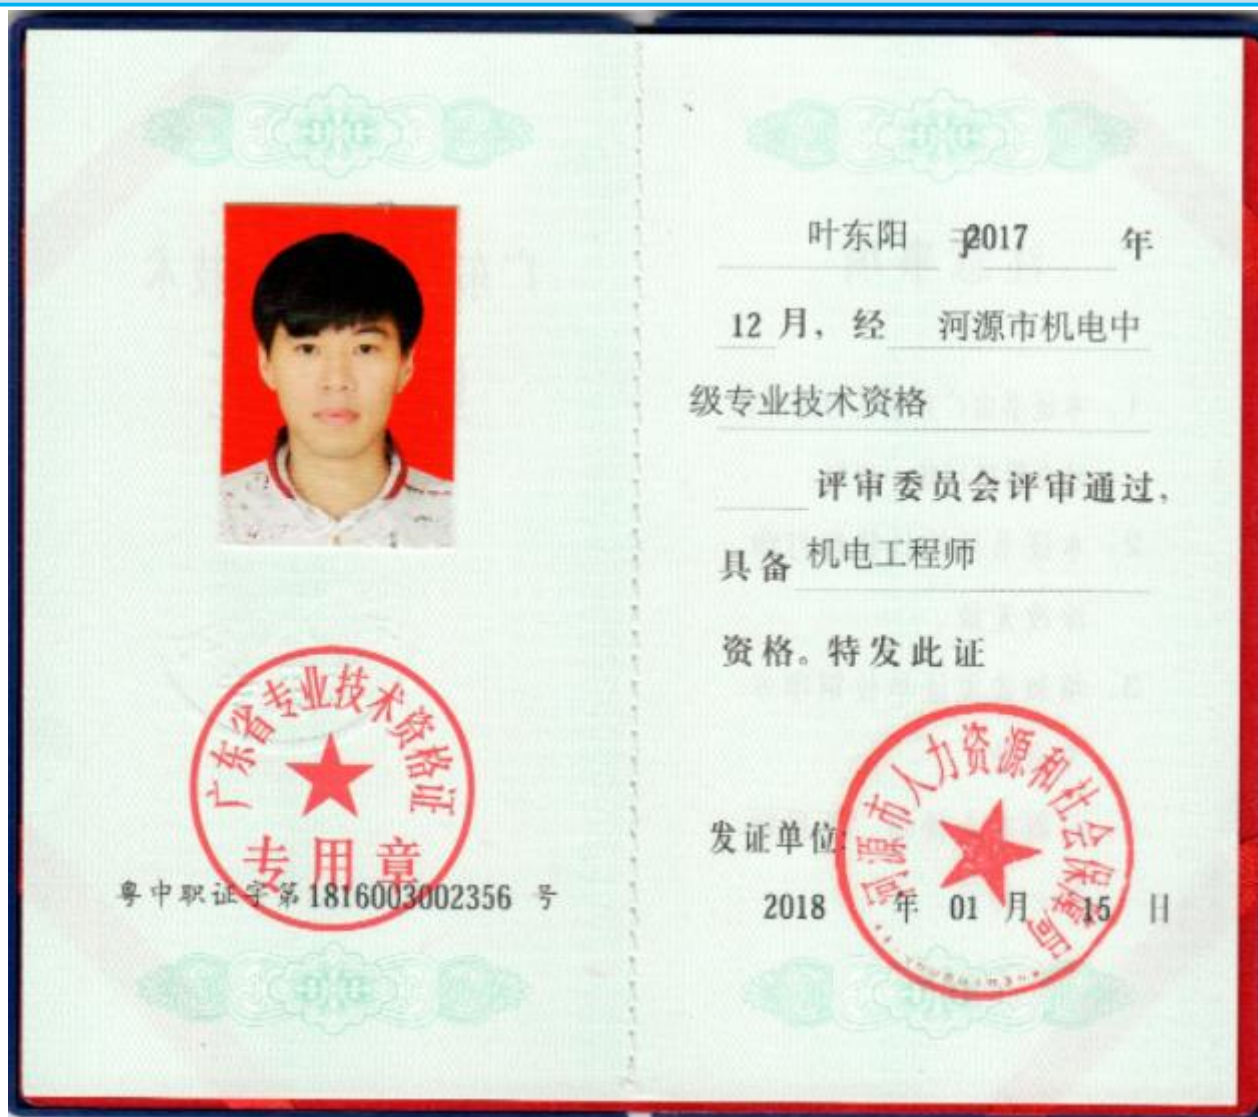 广东省专业技术资格证
专用章
粤中职证字第1816003002356 号
叶东阳 于2017 年
12 月, 经 河源市机电中
级专业技术资格
评审委员会评审通过,
具备 机电工程师
资格。特发此证
河源市人力资源和社会保障局
发证单位:
2018 年 01 月 15 日